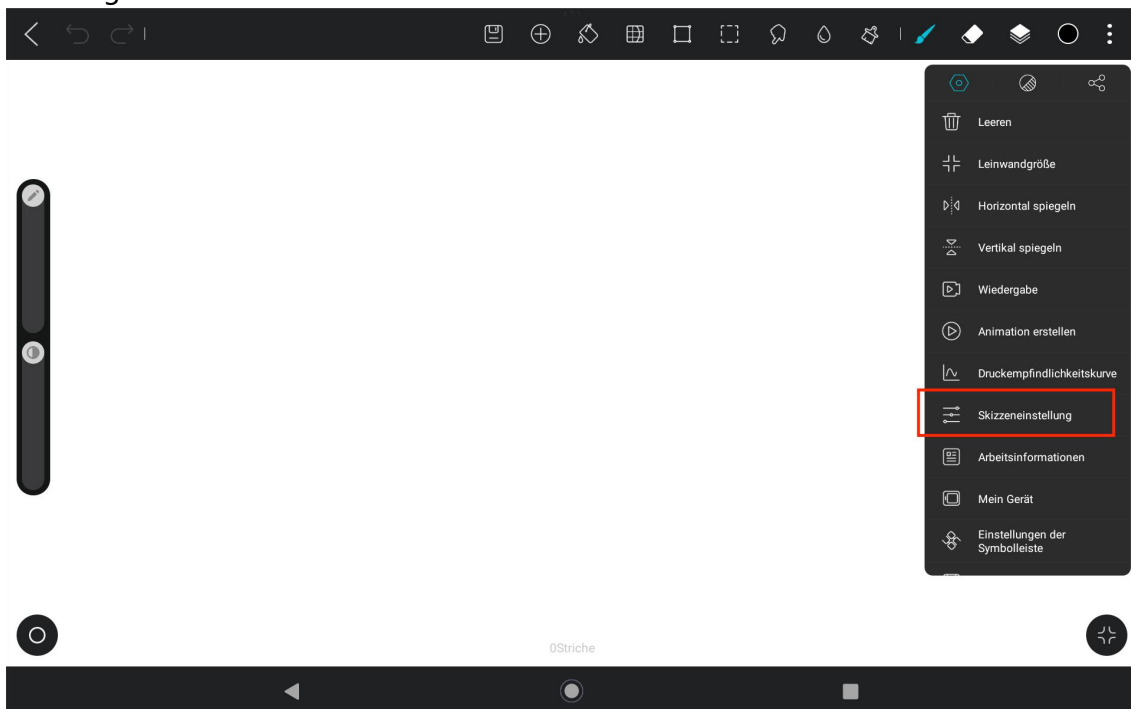 Leeren
Leinwandgröße
Horizontal spiegeln
Vertikal spiegeln
Wiedergabe
Animation erstellen
Druckempfindlichkeitskurve
Skizzeneinstellung
Arbeitsinformationen
Mein Gerät
Einstellungen der
Symbolleiste
0Striche